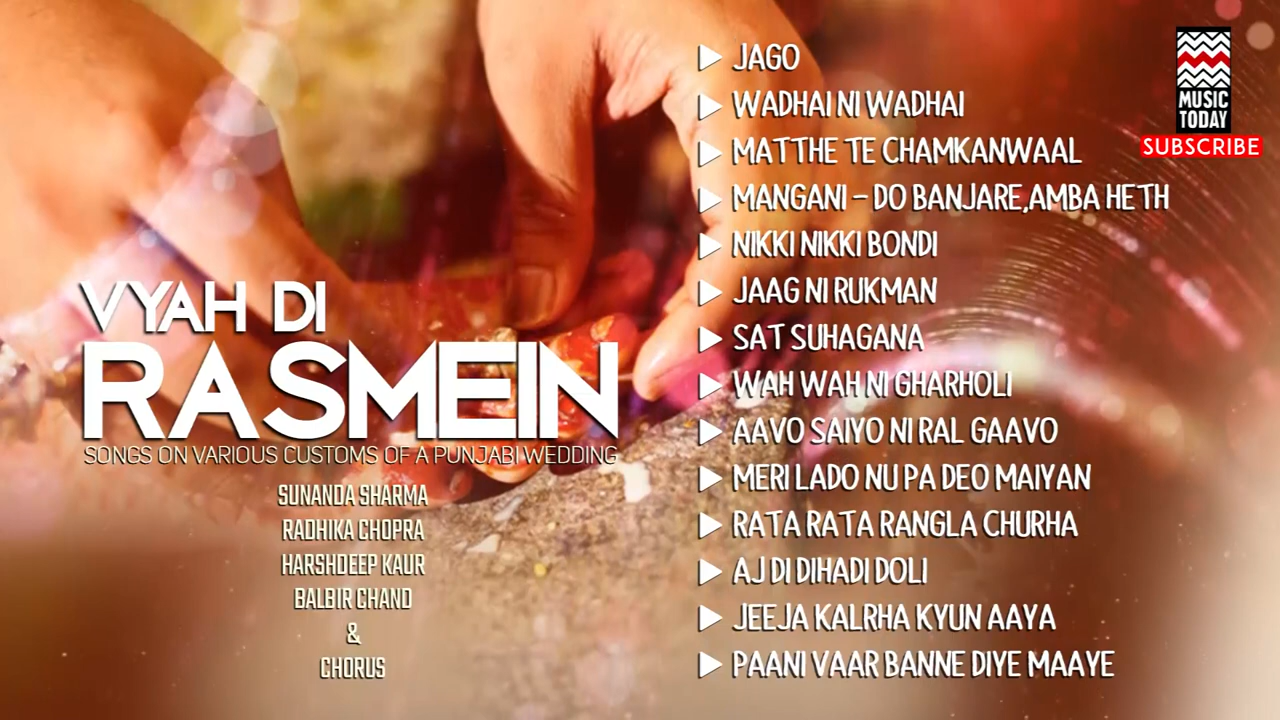 VYAH DI
RASMEIN
SONGS ON VARIOUS CUSTOMS OF A PUNJABI WEDDING
SUNANDA SHARMA
RADHIKA CHOPRA
HARSHDEEP KAUR
BALBIR CHAND
&
CHORUS
JAGO
WADHAI NI WADHAI
MATTHE TE CHAMKANWAAL
MANGANI - DO BANJARE,AMBA HETH
NIKKI NIKKI BONDI
JAAG NI RUKMAN
SAT SUHAGANA
WAH WAH NI GHARHOLI
AAVO SAIYO NI RAL GAAVO
MERI LADO NU PA DEO MAIYAN
RATA RATA RANGLA CHURHA
AJ DI DIHADI DOLI
JEEJA KALRHA KYUN AAYA
PAANI VAAR BANNE DIYE MAAYE
MUSIC
TODAY
SUBSCRIBE